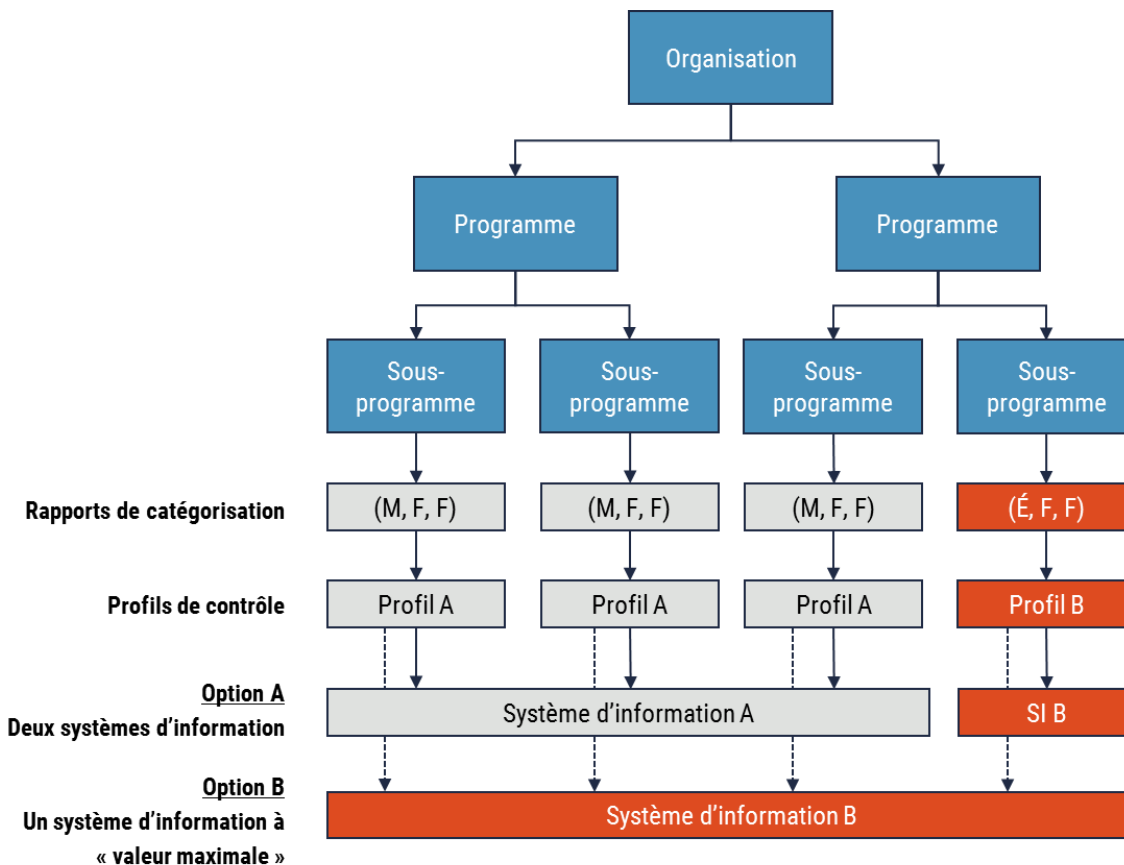 Organisation
Programme
Programme
Sous-
programme
Sous-
programme
Sous-
programme
Sous-
programme
Rapports de catégorisation
(M, F, F)
(M, F, F)
(M, F, F)
(É, F, F)
Profils de contrôle
Profil A
Profil A
Profil A
Profil B
Option A
Deux systèmes d’information
Système d’information A
SI B
Option B
Un système d’information à
« valeur maximale »
Système d’information B